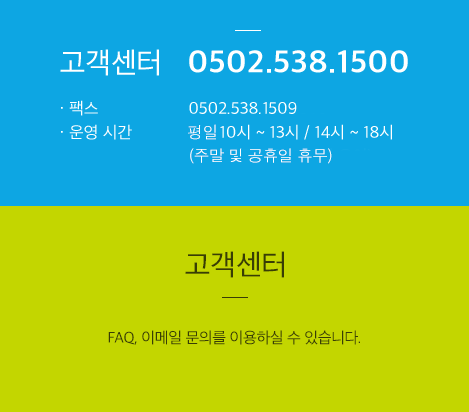 고객센터 0502.538.1500
· 팩스 0502.538.1509
· 운영 시간 평일10시 ~ 13시 / 14시 ~ 18시
(주말 및 공휴일 휴무)
고객센터
FAQ, 이메일 문의를 이용하실 수 있습니다.